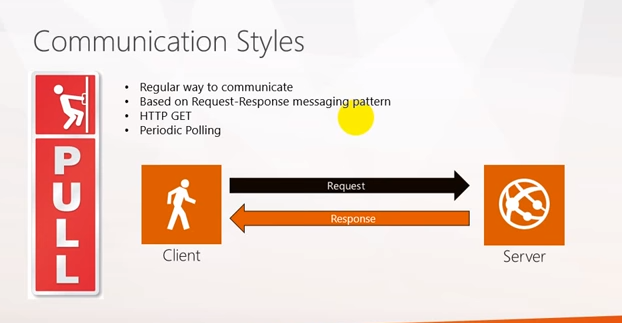 Communication Styles
• Regular way to communicate
• Based on Request-Response messaging pattern
• HTTP GET
• Periodic Polling
PULL
Request
Response
Client
Server